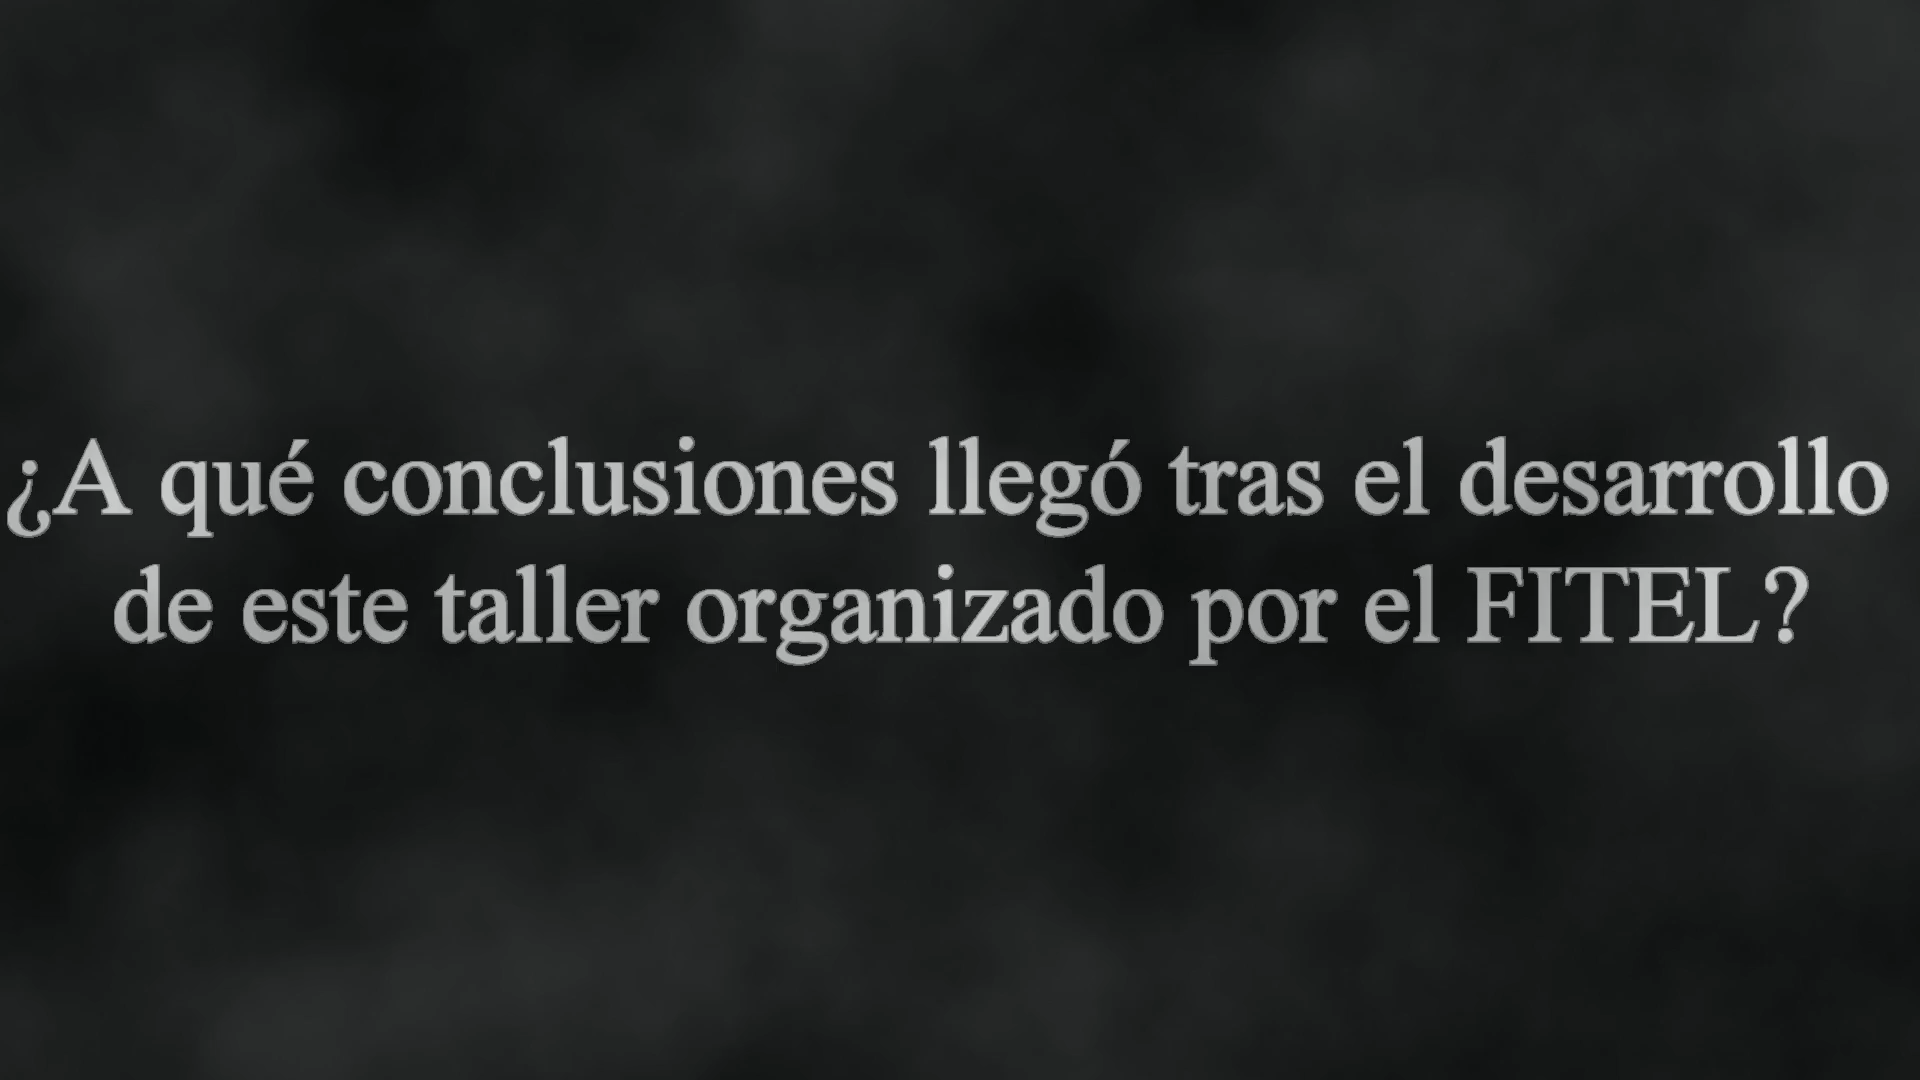 ¿A qué conclusiones llegó tras el desarrollo
de este taller organizado por el FITEL?